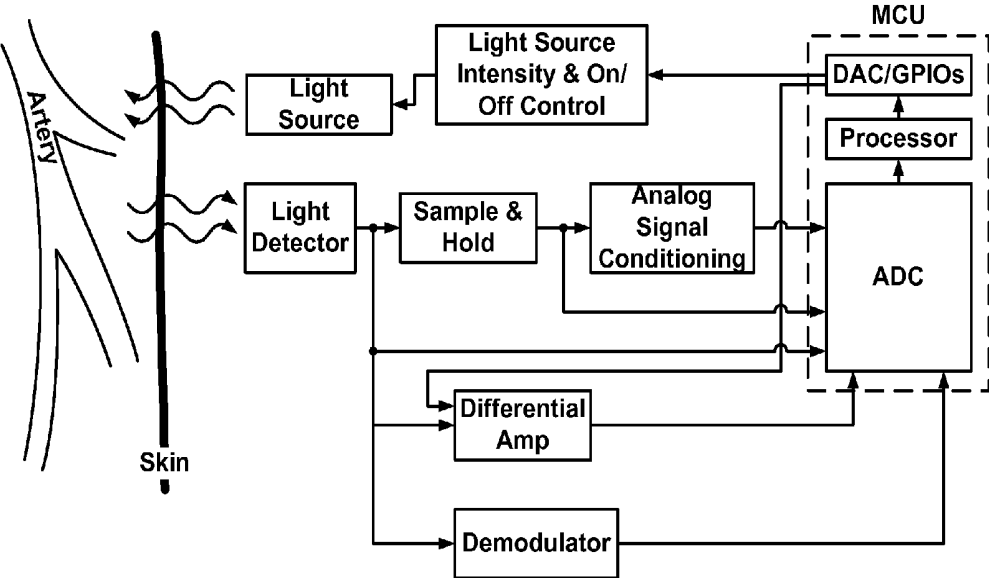 MCU
Light Source
Intensity & On/
Off Control
DAC/GPIOs
Light
Source
Artery
Processor
Light
Detector
Sample &
Hold
Analog
Signal
Conditioning
ADC
Differential
Amp
Skin
Demodulator